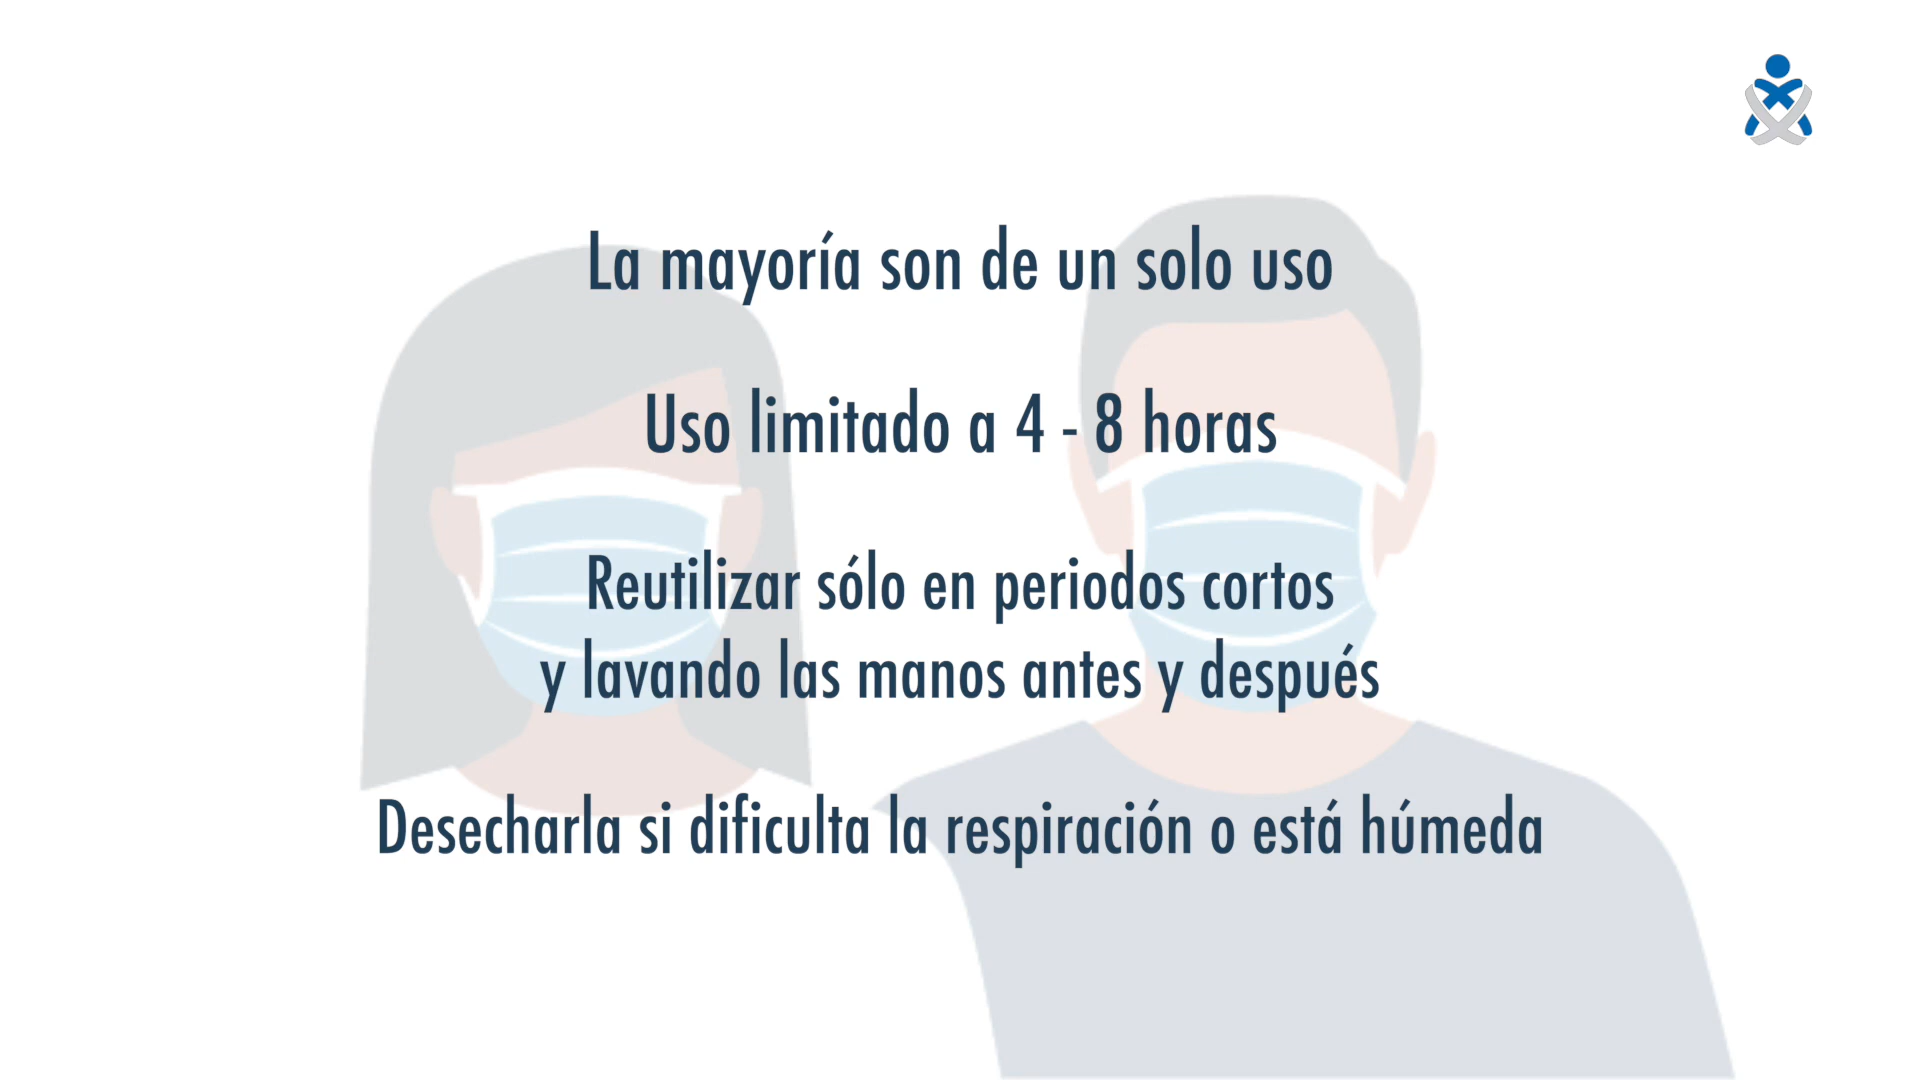 La mayoría son de un solo uso
Uso limitado a 4 - 8 horas
Reutilizar sólo en periodos cortos
y lavando las manos antes y después
Desecharla si dificulta la respiración o está húmeda